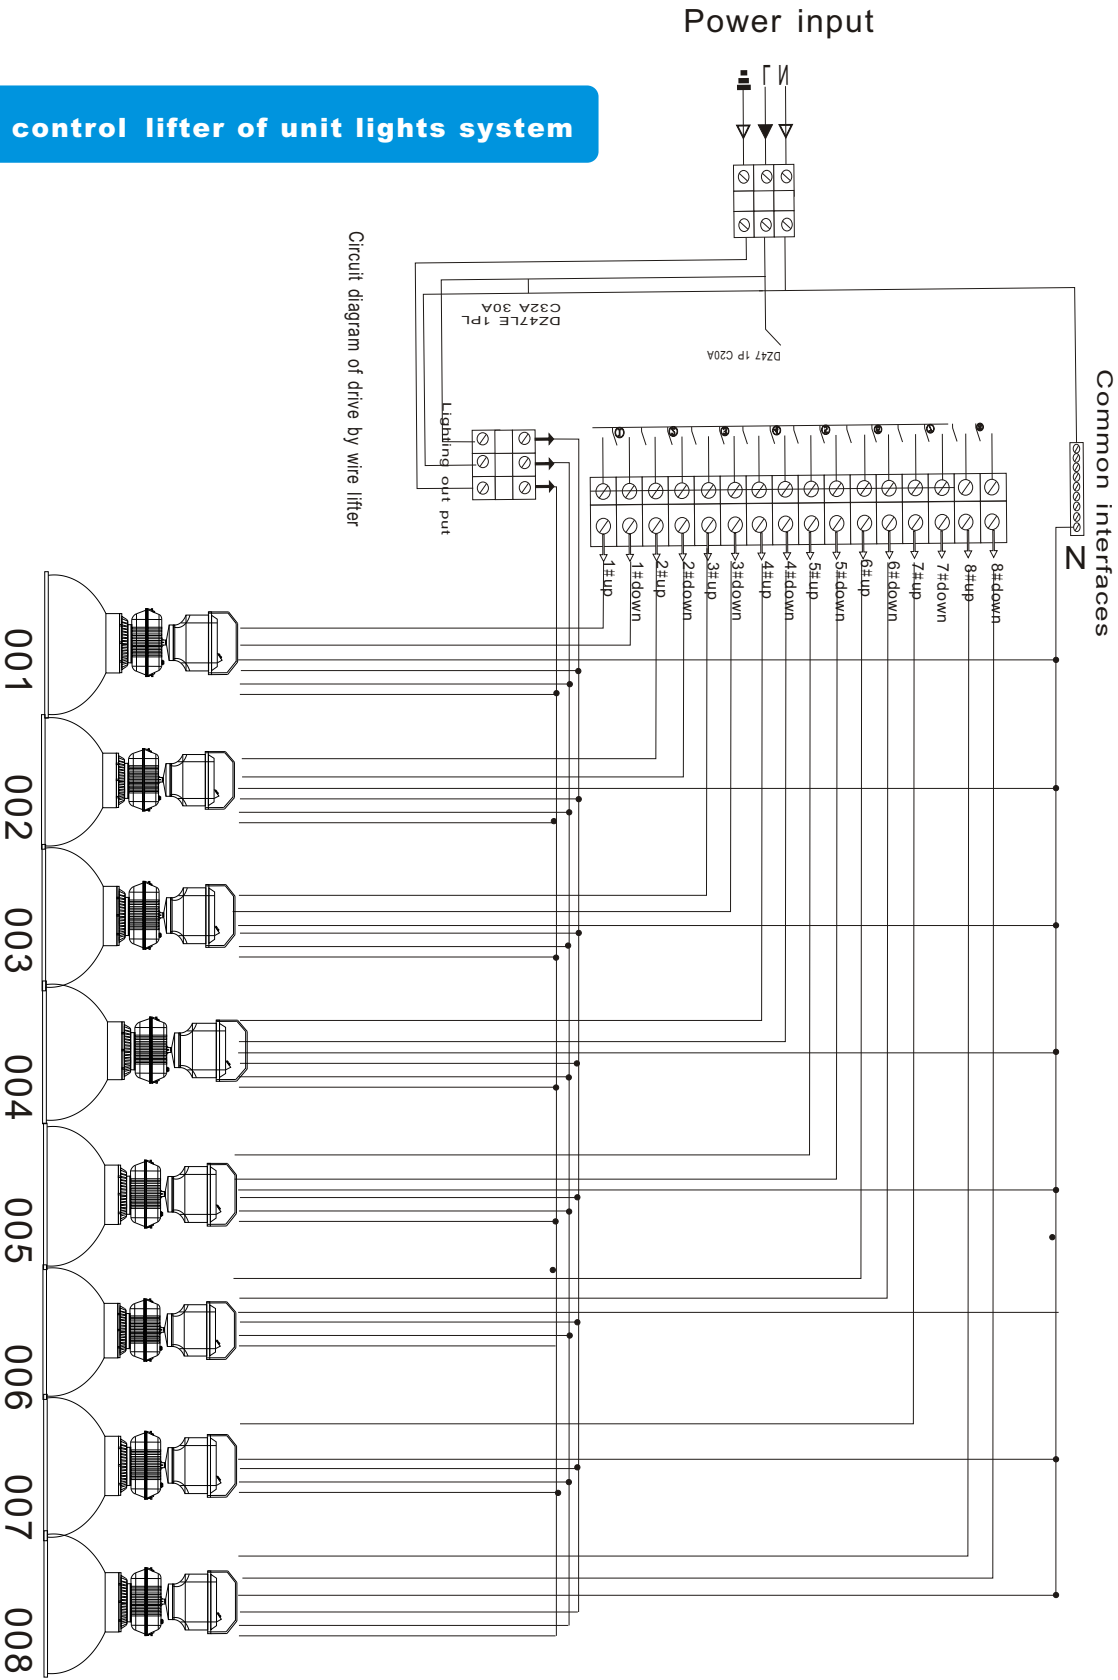 Power input
L N
control lifter of unit lights system
Circuit diagram of drive by wire lifter
DZ47LE 1PL
C32A 30A
DZ47 1P C20A
Common interfaces
Lighting out put
N
1#up
1#down
2#up
2#down
3#up
3#down
4#up
4#down
5#up
5#down
6#up
6#down
7#up
7#down
8#up
8#down
001
002
003
004
005
006
007
008